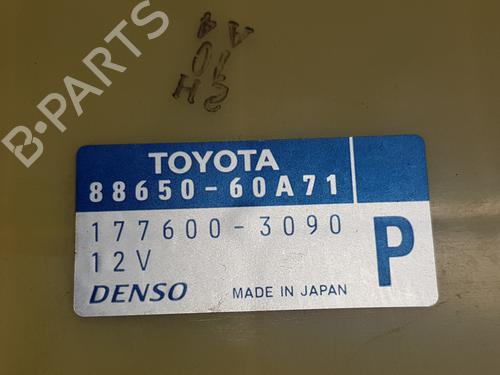 B-PARTS
TOYOTA
88650-60A71
177600-3090
12V
P
DENSO
MADE IN JAPAN